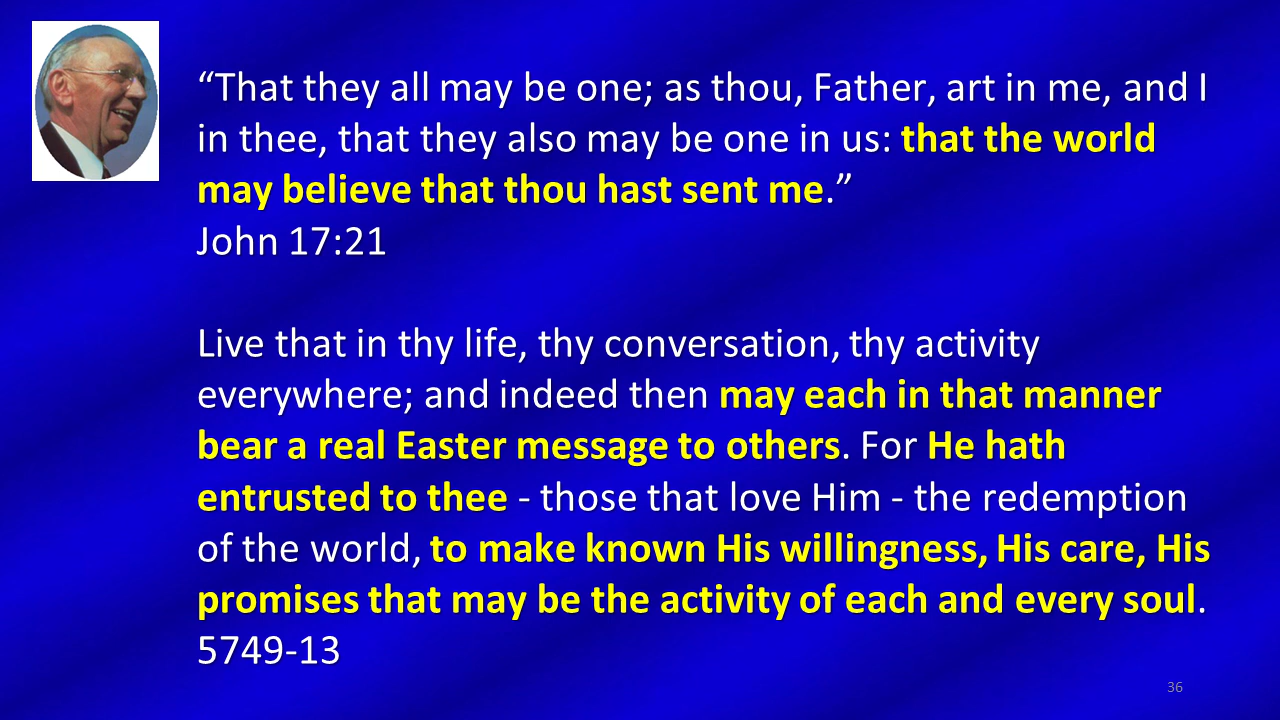 “That they all may be one; as thou, Father, art in me, and I
in thee, that they also may be one in us: that the world
may believe that thou hast sent me.”
John 17:21
Live that in thy life, thy conversation, thy activity
everywhere; and indeed then may each in that manner
bear a real Easter message to others. For He hath
entrusted to thee - those that love Him - the redemption
of the world, to make known His willingness, His care, His
promises that may be the activity of each and every soul.
5749-13
36